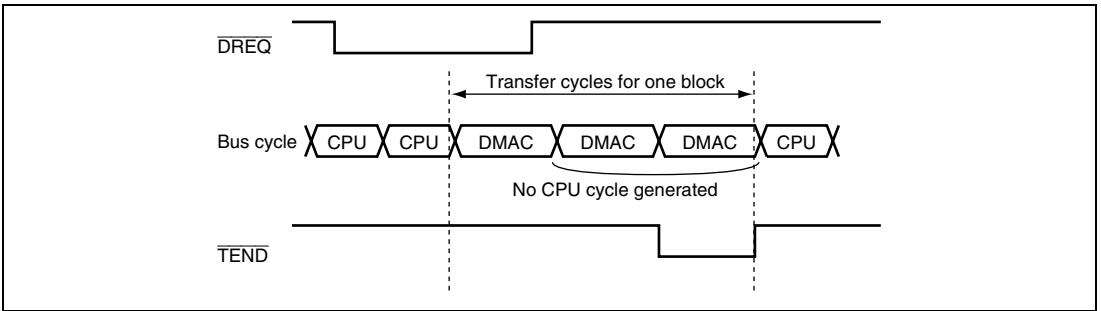 DREQ
Transfer cycles for one block
Bus cycle CPU CPU DMAC DMAC DMAC CPU
No CPU cycle generated
TEND